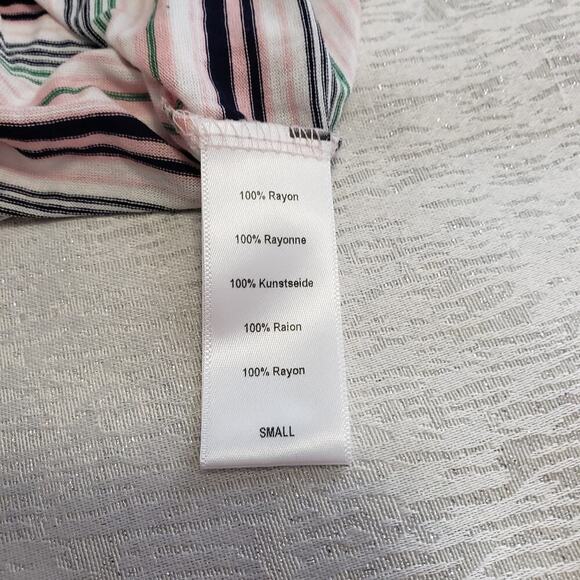 100% Rayon
100% Rayonne
100% Kunstseide
100% Raion
100% Rayon
SMALL